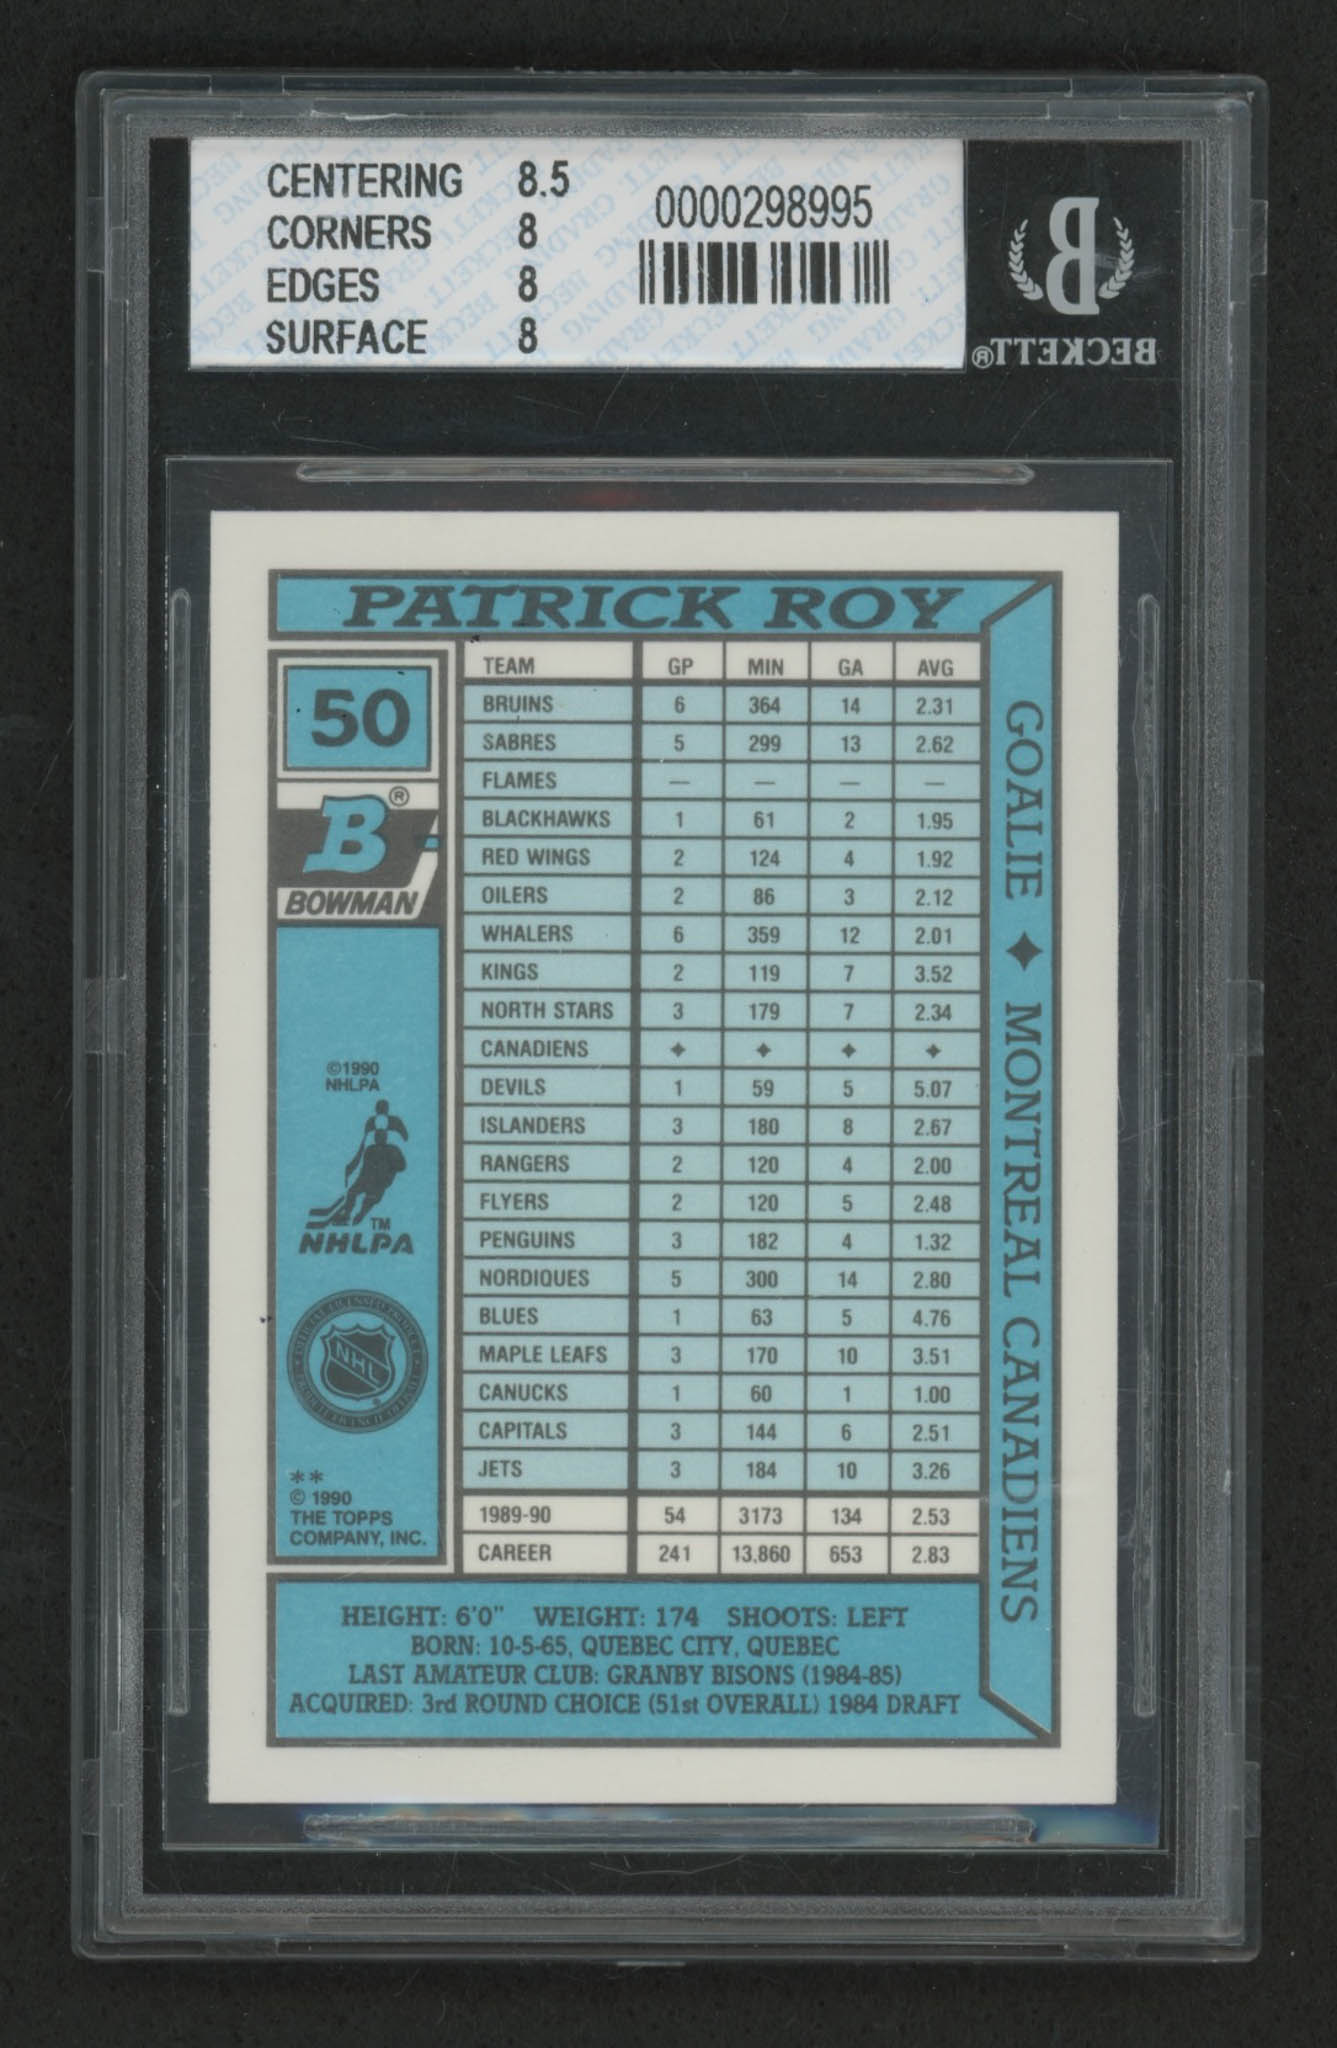 CENTERING 8.5
CORNERS 8
EDGES 8
SURFACE 8
0000298995
BECKETT®
PATRICK ROY
50
B®
BOWMAN
©1990
NHLPA
TM
NHLPA
NHL
**
© 1990
THE TOPPS
COMPANY, INC.
TEAM GP MIN GA AVG
BRUINS 6 364 14 2.31
SABRES 5 299 13 2.62
FLAMES — — — —
BLACKHAWKS 1 61 2 1.95
RED WINGS 2 124 4 1.92
OILERS 2 86 3 2.12
WHALERS 6 359 12 2.01
KINGS 2 119 7 3.52
NORTH STARS 3 179 7 2.34
CANADIENS ✦ ✦ ✦ ✦
DEVILS 1 59 5 5.07
ISLANDERS 3 180 8 2.67
RANGERS 2 120 4 2.00
FLYERS 2 120 5 2.48
PENGUINS 3 182 4 1.32
NORDIQUES 5 300 14 2.80
BLUES 1 63 5 4.76
MAPLE LEAFS 3 170 10 3.51
CANUCKS 1 60 1 1.00
CAPITALS 3 144 6 2.51
JETS 3 184 10 3.26
1989-90 54 3173 134 2.53
CAREER 241 13,860 653 2.83
GOALIE ✦ MONTREAL CANADIENS
HEIGHT: 6'0" WEIGHT: 174 SHOOTS: LEFT
BORN: 10-5-65, QUEBEC CITY, QUEBEC
LAST AMATEUR CLUB: GRANBY BISONS (1984-85)
ACQUIRED: 3rd ROUND CHOICE (51st OVERALL) 1984 DRAFT